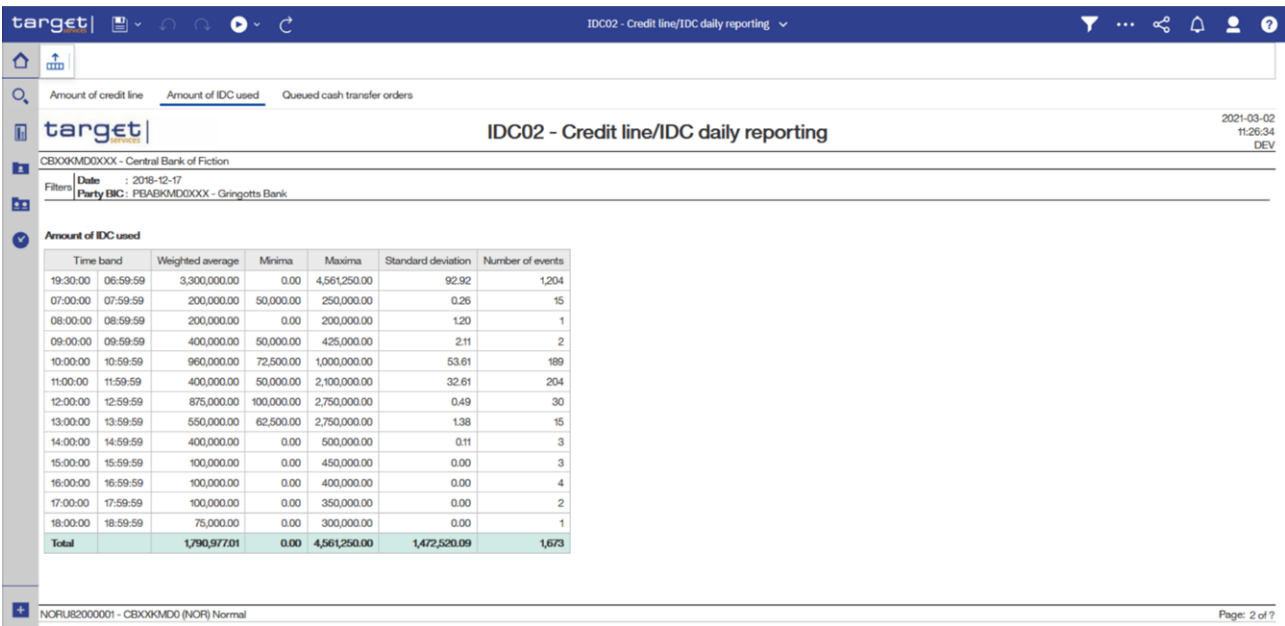 target| services IDC02 - Credit line/IDC daily reporting
Amount of credit line Amount of IDC used Queued cash transfer orders
target| services IDC02 - Credit line/IDC daily reporting 2021-03-02
11:26:34
DEV
CBXXKMD0XXX - Central Bank of Fiction
Filters Date : 2018-12-17
Party BIC : PBABKMD0XXX - Gringotts Bank
Amount of IDC used
Time band Weighted average Minima Maxima Standard deviation Number of events
19:30:00 06:59:59 3,300,000.00 0.00 4,561,250.00 92.92 1,204
07:00:00 07:59:59 200,000.00 50,000.00 250,000.00 0.26 15
08:00:00 08:59:59 200,000.00 0.00 200,000.00 1.20 1
09:00:00 09:59:59 400,000.00 50,000.00 425,000.00 2.11 2
10:00:00 10:59:59 960,000.00 72,500.00 1,000,000.00 53.61 189
11:00:00 11:59:59 400,000.00 50,000.00 2,100,000.00 32.61 204
12:00:00 12:59:59 875,000.00 100,000.00 2,750,000.00 0.49 30
13:00:00 13:59:59 550,000.00 62,500.00 2,750,000.00 1.38 15
14:00:00 14:59:59 400,000.00 0.00 500,000.00 0.11 3
15:00:00 15:59:59 100,000.00 0.00 450,000.00 0.00 3
16:00:00 16:59:59 100,000.00 0.00 400,000.00 0.00 4
17:00:00 17:59:59 100,000.00 0.00 350,000.00 0.00 2
18:00:00 18:59:59 75,000.00 0.00 300,000.00 0.00 1
Total 1,790,977.01 0.00 4,561,250.00 1,472,520.09 1,673
NORU82000001 - CBXXKMD0 (NOR) Normal Page: 2 of ?